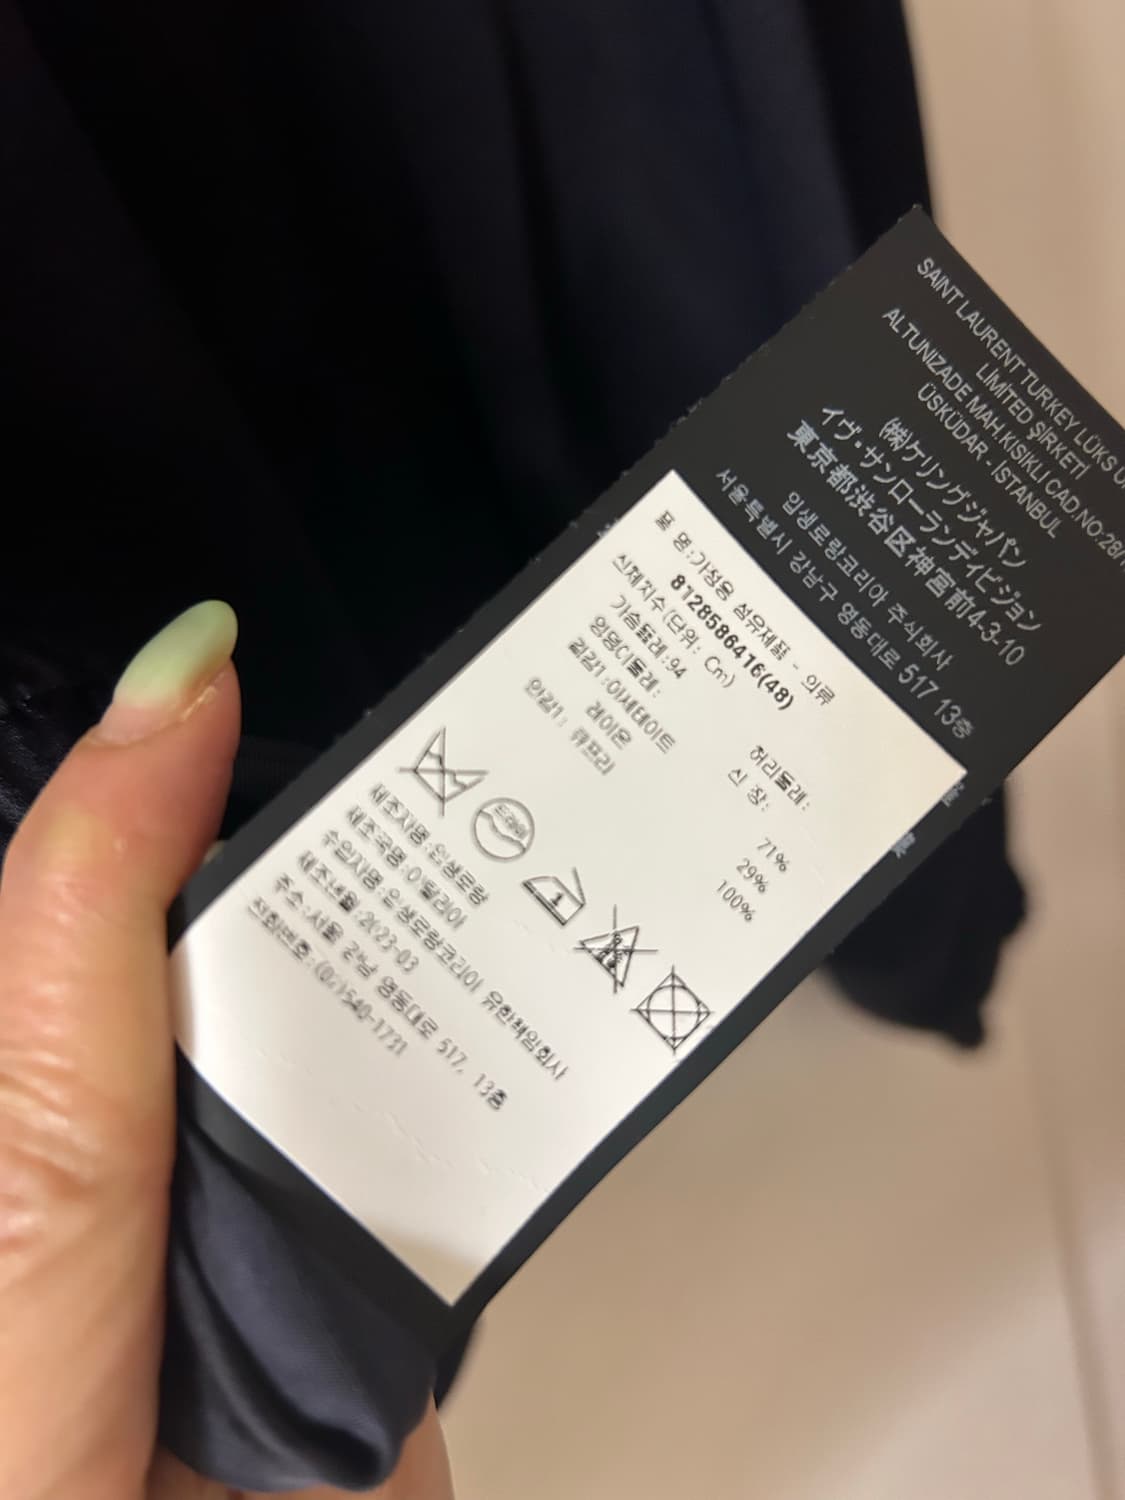 SAINT LAURENT TURKEY LÜKS
LİMİTED ŞİRKETİ
ALTUNIZADE MAH.KISIKLI CAD.NO:28/
ÜSKÜDAR - İSTANBUL
(株)ケリングジャパン
イヴ・サンローランディビジョン
東京都渋谷区神宮前4-3-10
입생로랑코리아 주식회사
서울특별시 강남구 영동대로 517 13층
품 명:가정용 섬유제품 - 의류
8128586416(48)
신체치수(단위: Cm)
가슴둘레:94 허리둘레:
엉덩이둘레: 신 장:
겉감1:아세테이트 71%
레이온 29%
안감1: 큐프라 100%
드라이
1
제조자명:입생로랑
제조국명:이탈리아
수입자명:입생로랑코리아 유한책임회사
제조년월:2023-03
주소:서울 강남 영동대로 517, 13층
전화번호:(02)540-1731